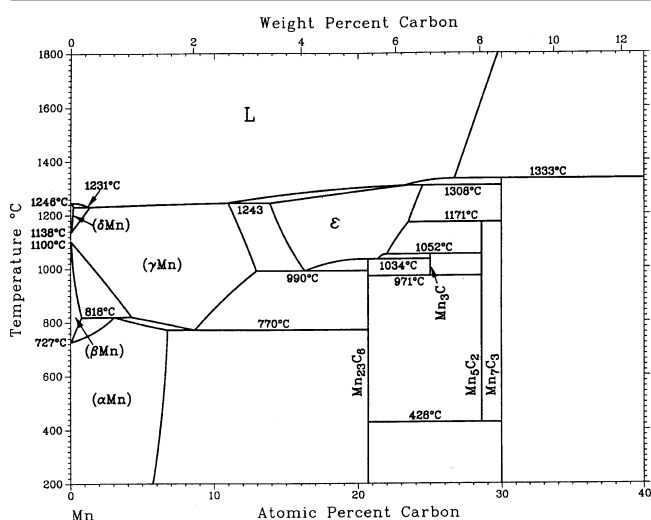 Weight Percent Carbon
0 2 4 6 8 10 12
1800
1600
1400
1200
1000
800
600
400
200
Temperature °C
L
1333°C
1308°C
1231°C
1246°C
1243
(δMn)
1171°C
1138°C
1100°C
ε
(γMn)
1052°C
1034°C
990°C
971°C
Mn3C
818°C
770°C
727°C
(βMn)
(αMn)
Mn23C6
Mn5C2
Mn7C3
428°C
0 10 20 30 40
Mn
Atomic Percent Carbon